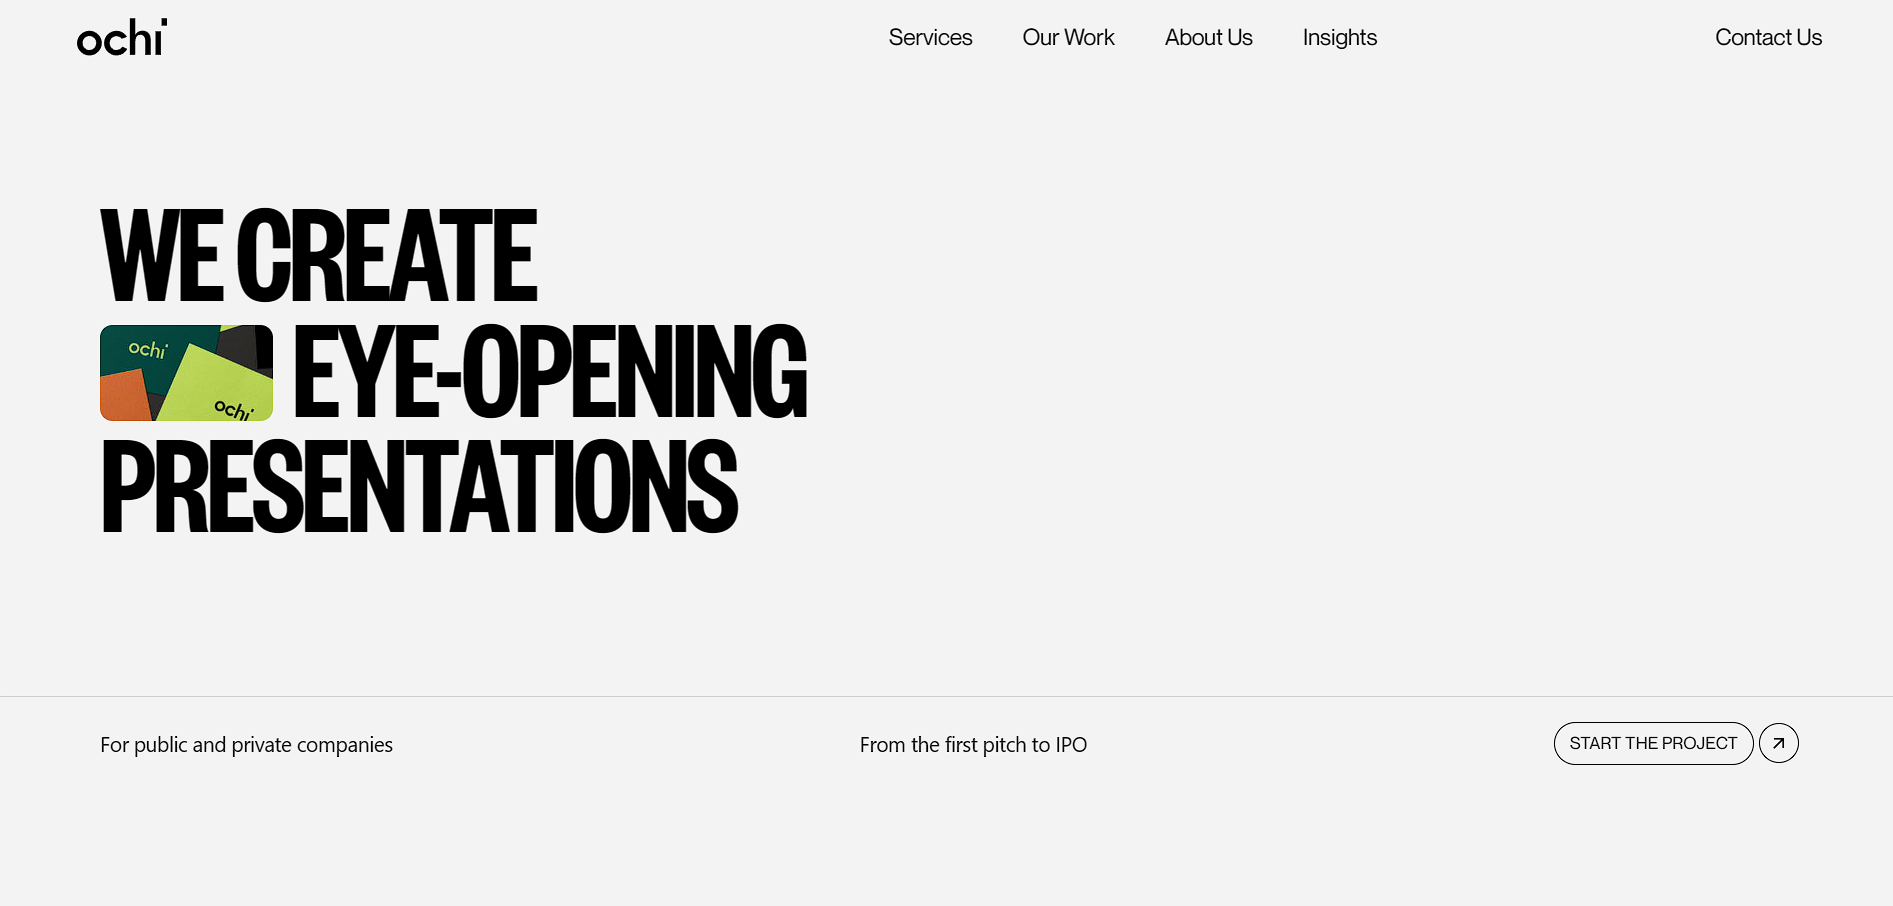 ochi
Services Our Work About Us Insights Contact Us
WE CREATE
ochi
ochi
EYE-OPENING
PRESENTATIONS
For public and private companies From the first pitch to IPO START THE PROJECT